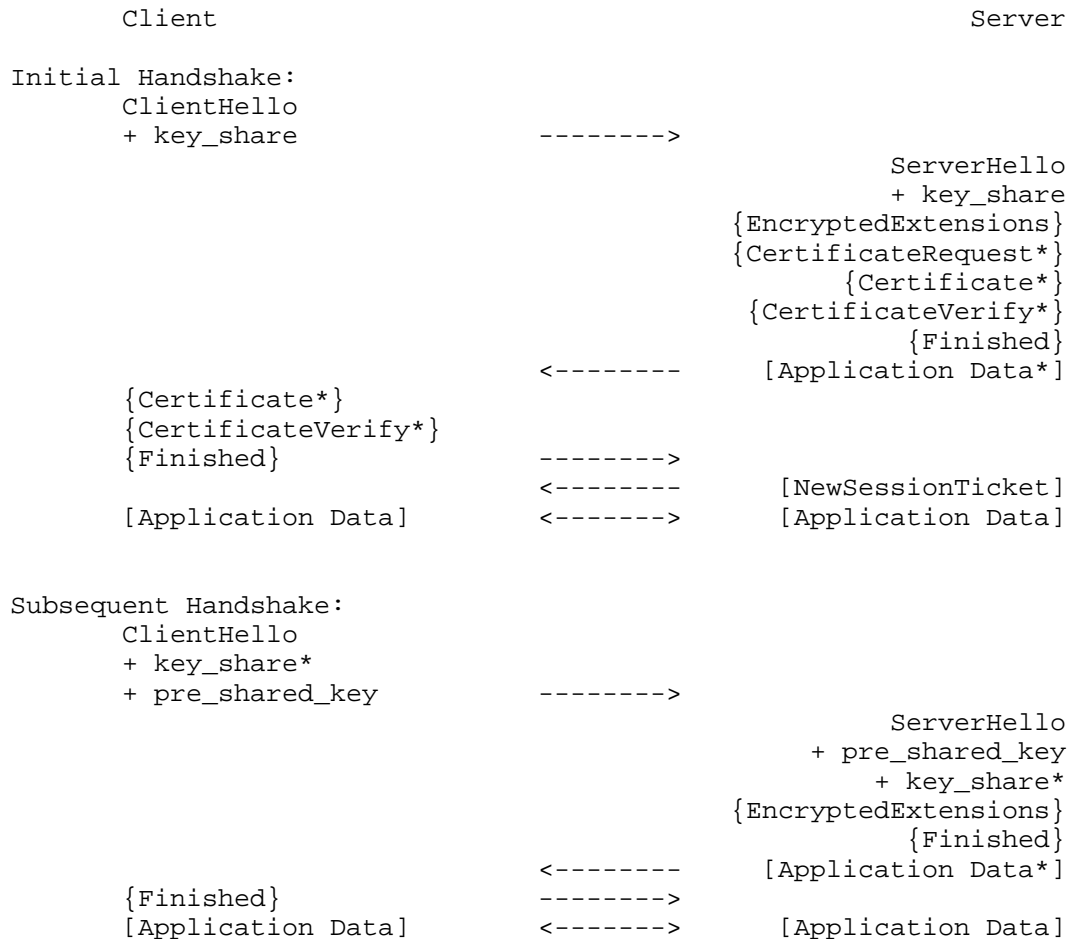 Client                                               Server

Initial Handshake:
       ClientHello
       + key_share               -------->
                                                       ServerHello
                                                       + key_share
                                             {EncryptedExtensions}
                                             {CertificateRequest*}
                                                    {Certificate*}
                                              {CertificateVerify*}
                                                        {Finished}
                                 <--------     [Application Data*]
       {Certificate*}
       {CertificateVerify*}
       {Finished}                -------->
                                 <--------      [NewSessionTicket]
       [Application Data]        <------->      [Application Data]


Subsequent Handshake:
       ClientHello
       + key_share*
       + pre_shared_key          -------->
                                                       ServerHello
                                                  + pre_shared_key
                                                      + key_share*
                                             {EncryptedExtensions}
                                                        {Finished}
                                 <--------     [Application Data*]
       {Finished}                -------->
       [Application Data]        <------->      [Application Data]